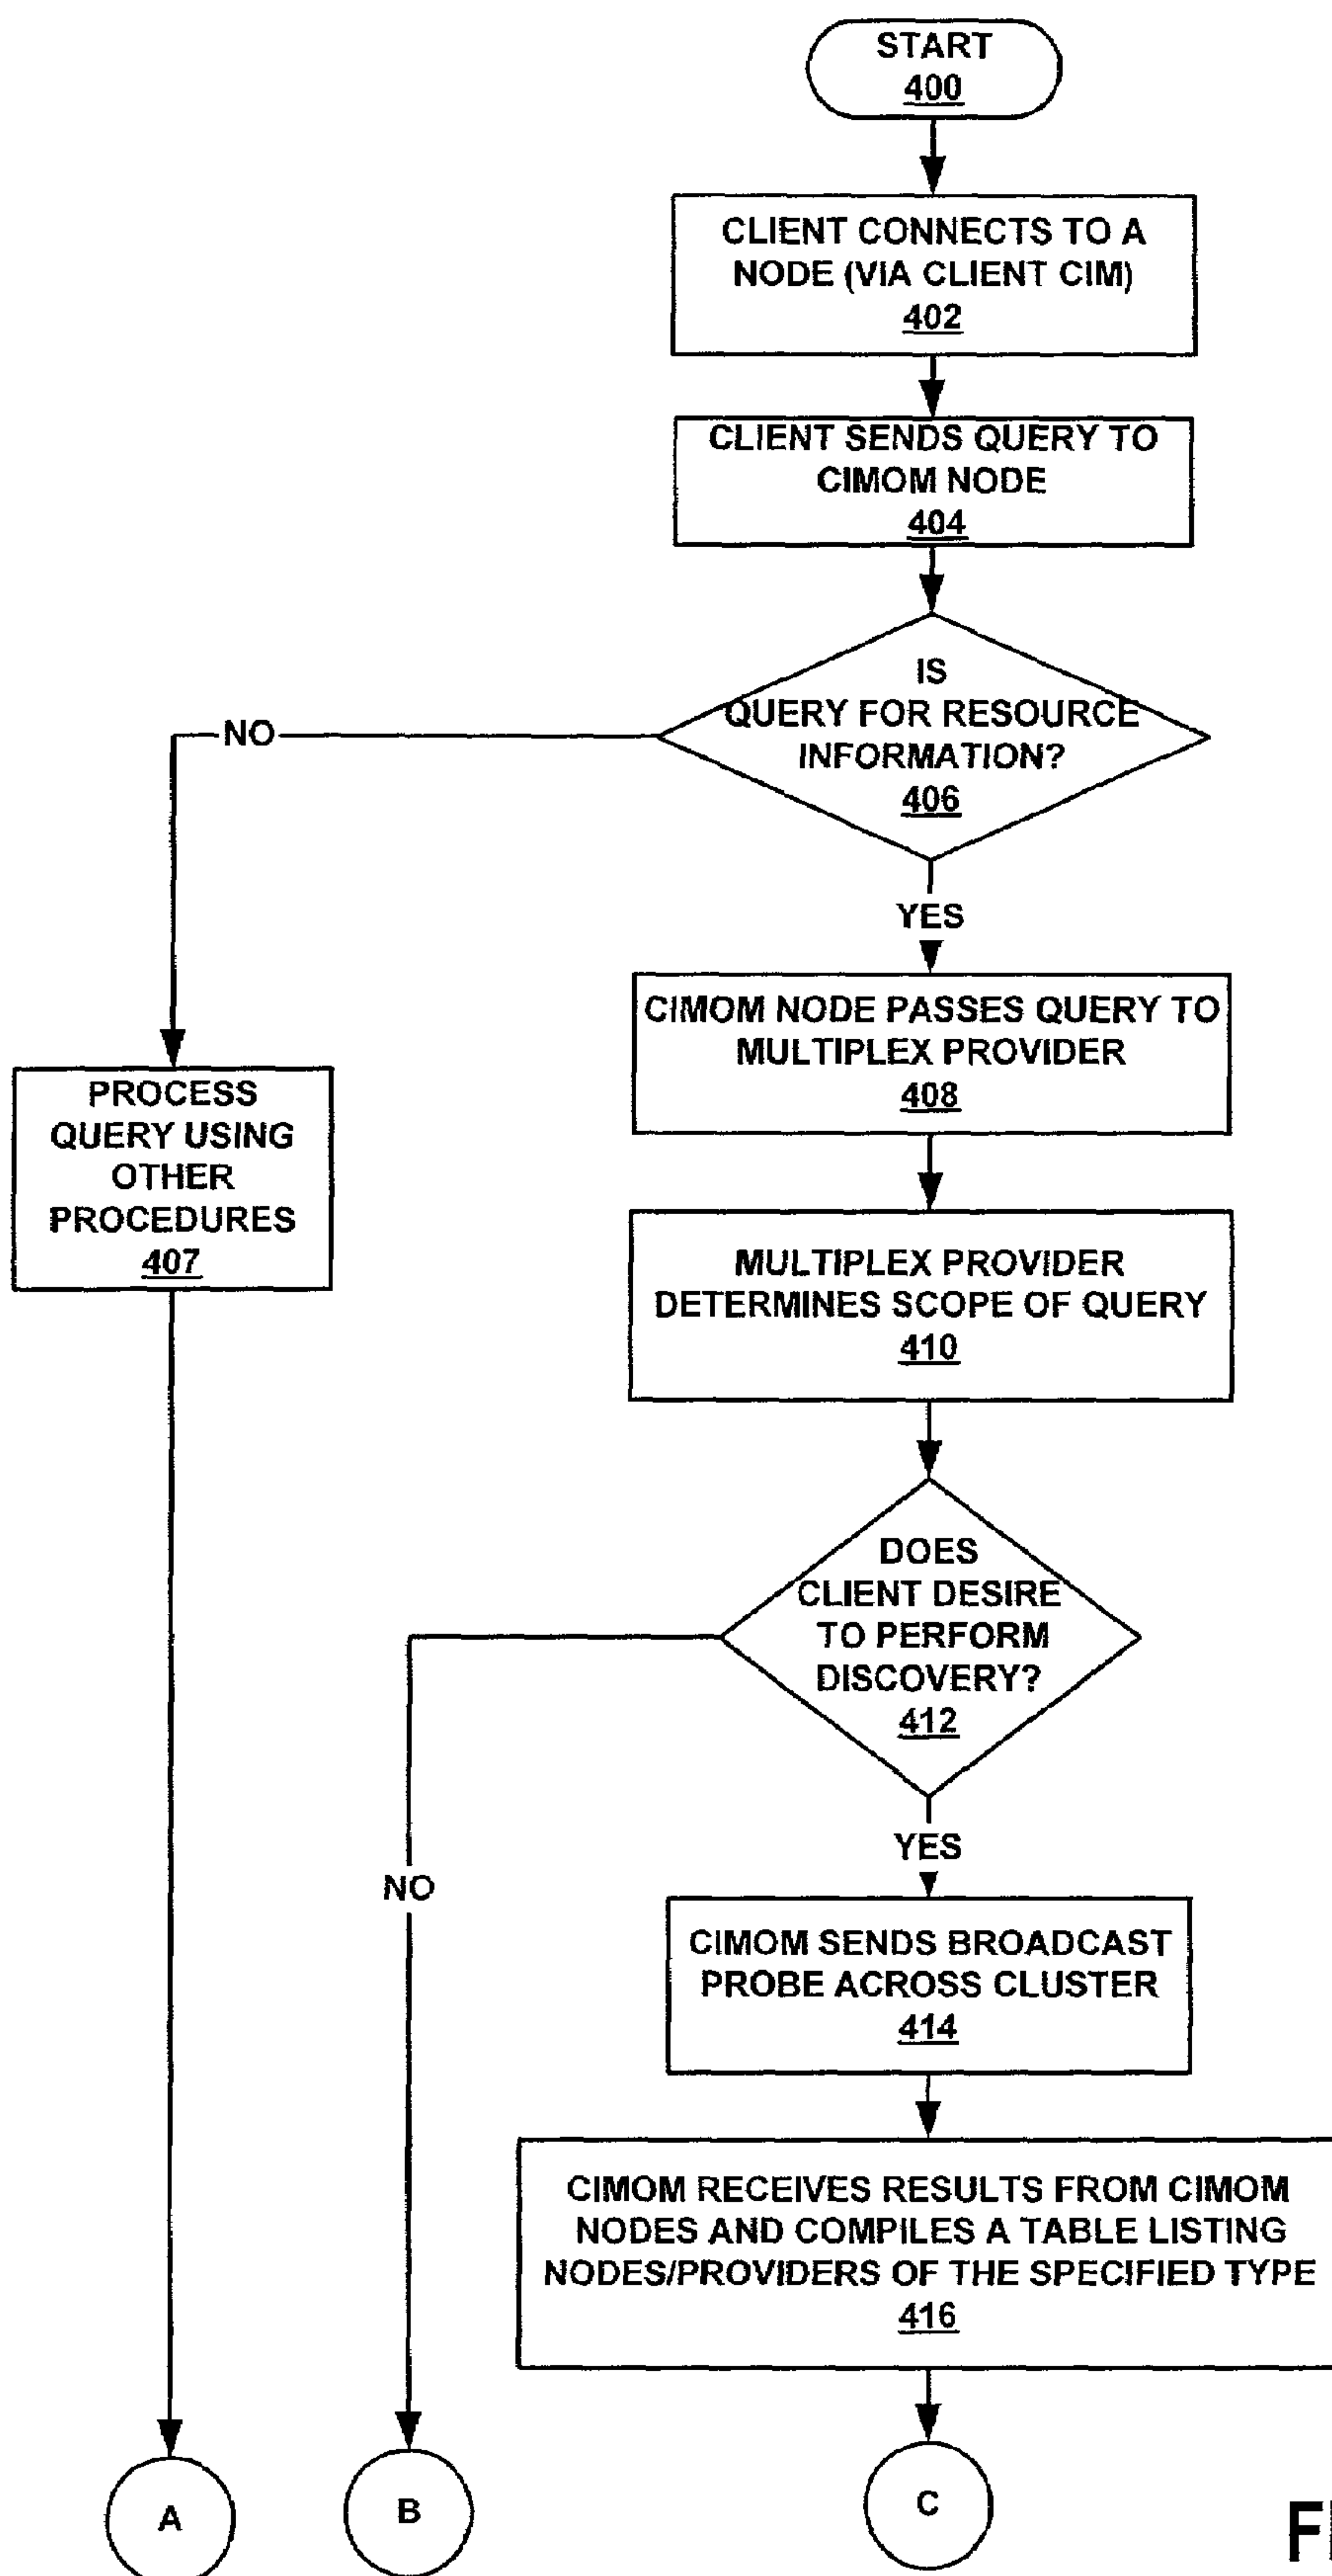 START
400
CLIENT CONNECTS TO A
NODE (VIA CLIENT CIM)
402
CLIENT SENDS QUERY TO
CIMOM NODE
404
IS
QUERY FOR RESOURCE
INFORMATION?
406
NO
YES
CIMOM NODE PASSES QUERY TO
MULTIPLEX PROVIDER
408
PROCESS
QUERY USING
OTHER
PROCEDURES
407
MULTIPLEX PROVIDER
DETERMINES SCOPE OF QUERY
410
DOES
CLIENT DESIRE
TO PERFORM
DISCOVERY?
412
YES
NO
CIMOM SENDS BROADCAST
PROBE ACROSS CLUSTER
414
CIMOM RECEIVES RESULTS FROM CIMOM
NODES AND COMPILES A TABLE LISTING
NODES/PROVIDERS OF THE SPECIFIED TYPE
416
A
B
C